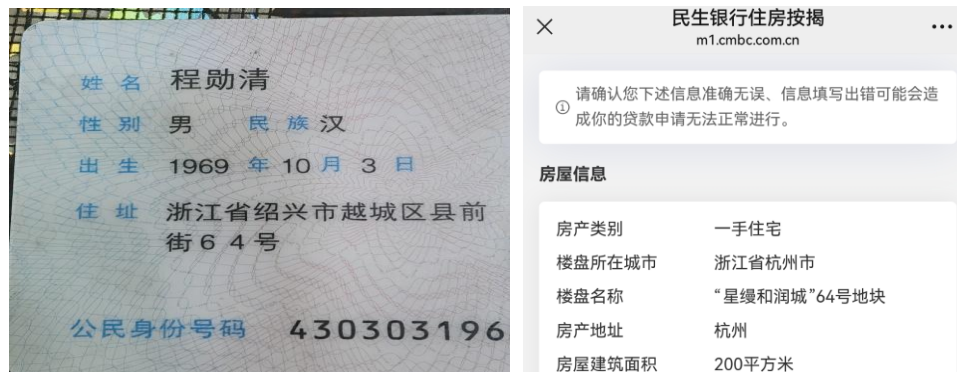 姓名 程勋清
性别 男 民族 汉
出生 1969 年 10 月 3 日
住址 浙江省绍兴市越城区县前
街64号
公民身份号码 430303196
民生银行住房按揭
m1.cmbc.com.cn
请确认您下述信息准确无误、信息填写出错可能会造
成你的贷款申请无法正常进行。
房屋信息
房产类别 一手住宅
楼盘所在城市 浙江省杭州市
楼盘名称 “星缦和润城”64号地块
房产地址 杭州
房屋建筑面积 200平方米